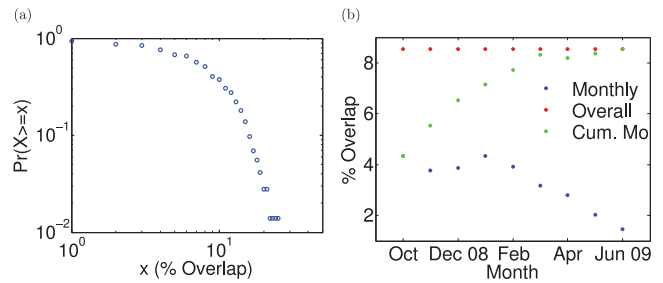 (a)
(b)
10^0
10^-1
10^-2
Pr(X>=x)
10^0
10^1
x (% Overlap)
8
6
4
2
% Overlap
Monthly
Overall
Cum. Mo
Oct
Dec 08
Feb
Apr
Jun 09
Month